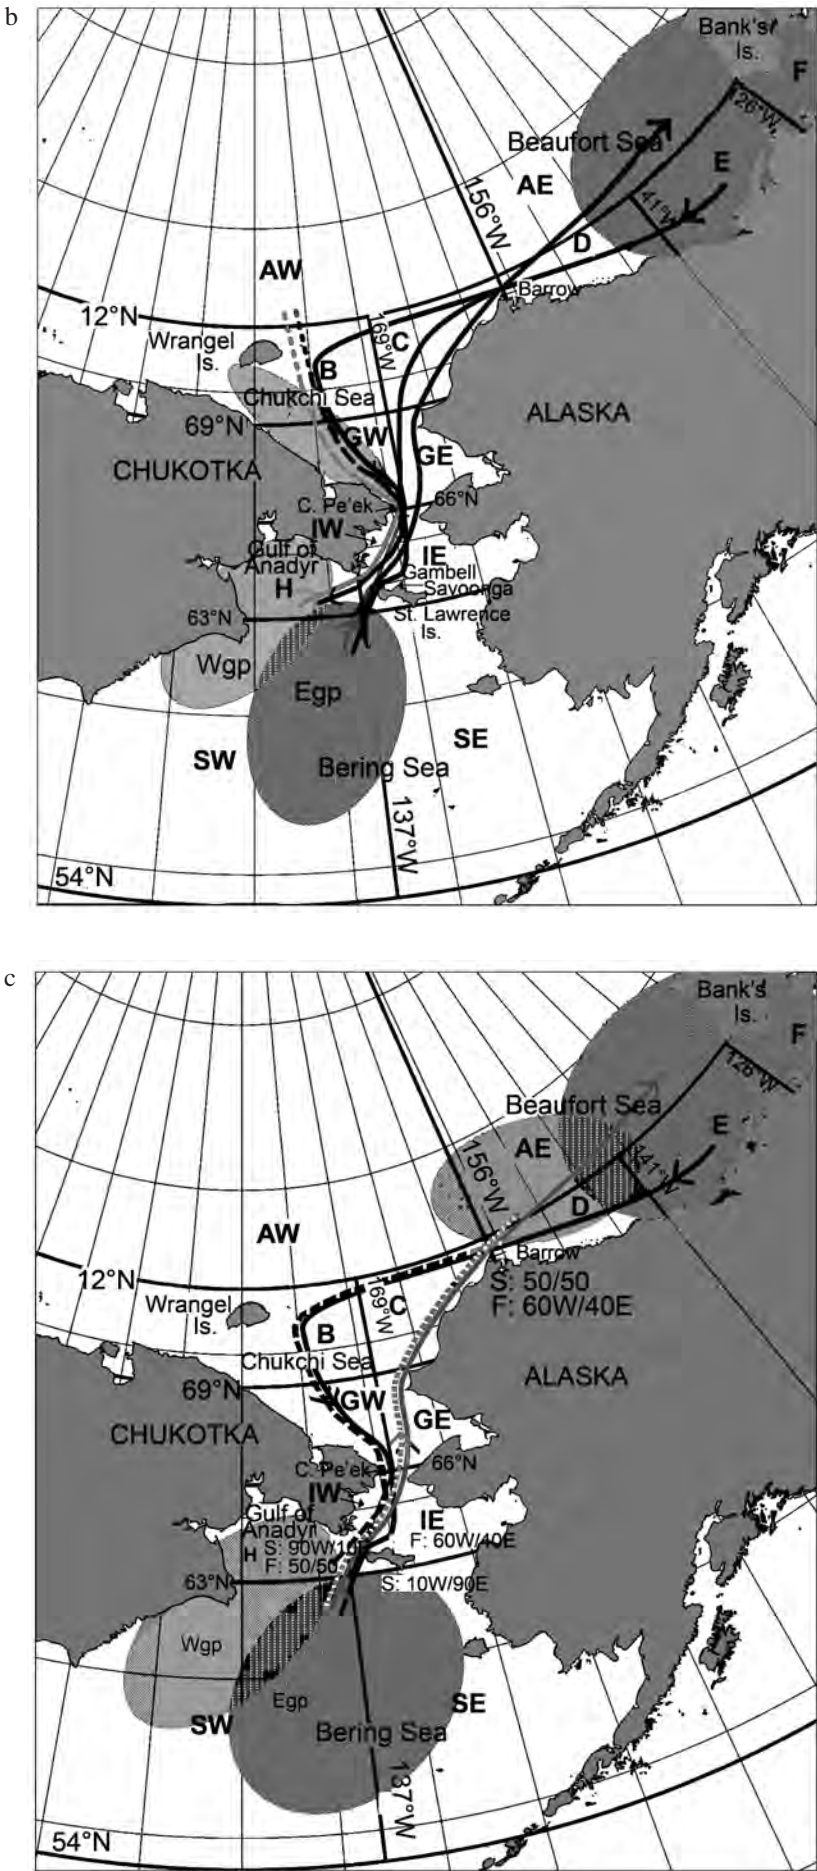 b
Bank's
Is.
F
126°W
Beaufort Sea
E
AE
41°W
156°W
D
AW
Barrow
12°N
169°W
C
Wrangel
Is.
B
Chukchi Sea
ALASKA
69°N
GW
GE
CHUKOTKA
66°N
C. Pe'ek
IW
Gulf of
Anadyr
IE
H
Gambell
Savoonga
63°N
St. Lawrence
Is.
Wgp
Egp
SE
SW
Bering Sea
137°W
54°N
c
Bank's
Is.
F
126°W
Beaufort Sea
E
AE
141°W
156°W
D
AW
Barrow
12°N
S: 50/50
169°W
C
F: 60W/40E
Wrangel
Is.
B
Chukchi Sea
ALASKA
69°N
GW
GE
CHUKOTKA
66°N
C. Pe'ek
IW
Gulf of
Anadyr
IE
H
S: 90W/10E
F: 60W/40E
F: 50/50
63°N
S: 10W/90E
Wgp
Egp
SE
SW
Bering Sea
137°W
54°N